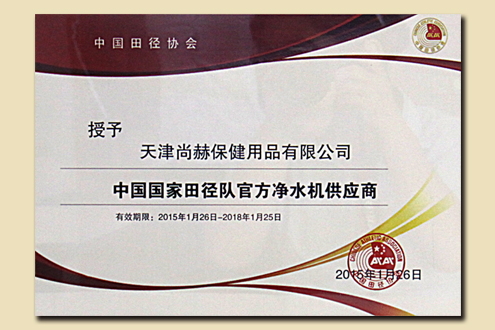 中国田径协会
授予
天津尚赫保健用品有限公司
中国国家田径队官方净水机供应商
有效期限：2015年1月26日-2018年1月25日
2015年1月26日